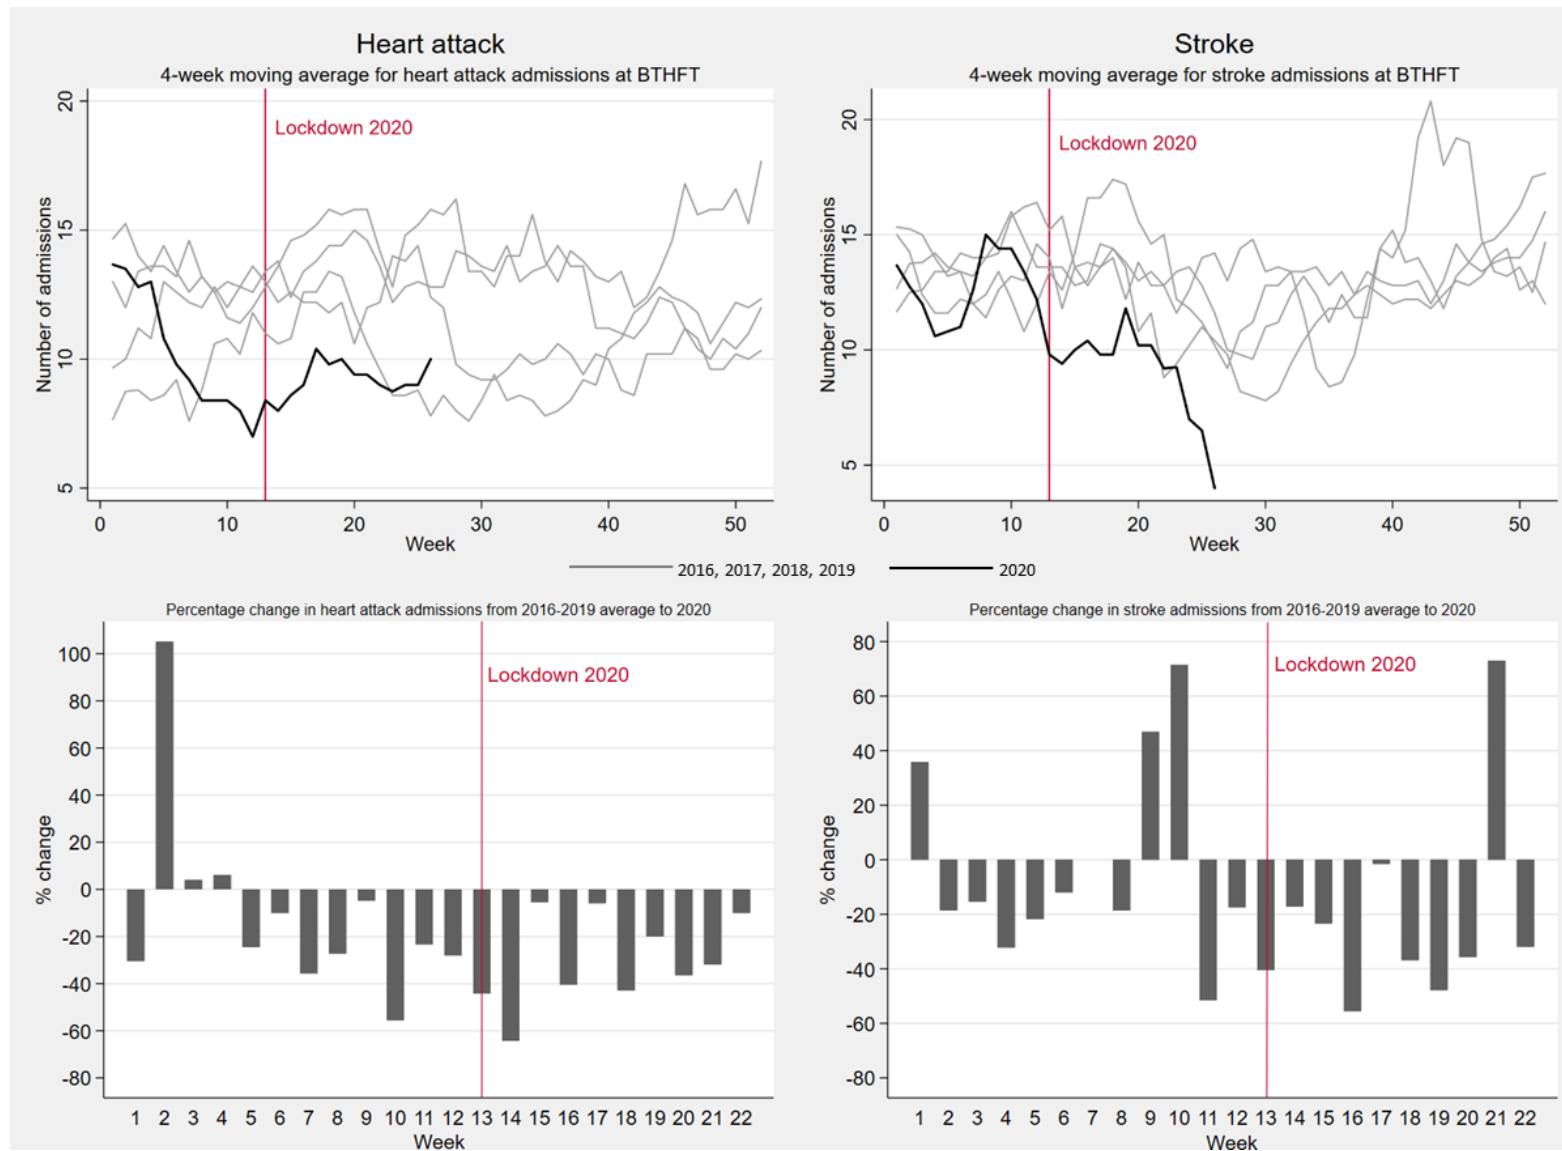 Heart attack
4-week moving average for heart attack admissions at BTHFT
Number of admissions
20
15
10
5
Lockdown 2020
0 10 20 30 40 50
Week
Stroke
4-week moving average for stroke admissions at BTHFT
Number of admissions
20
15
10
5
Lockdown 2020
0 10 20 30 40 50
Week
2016, 2017, 2018, 2019
2020
Percentage change in heart attack admissions from 2016-2019 average to 2020
% change
100
80
60
40
20
0
-20
-40
-60
-80
Lockdown 2020
1 2 3 4 5 6 7 8 9 10 11 12 13 14 15 16 17 18 19 20 21 22
Week
Percentage change in stroke admissions from 2016-2019 average to 2020
% change
80
60
40
20
0
-20
-40
-60
-80
Lockdown 2020
1 2 3 4 5 6 7 8 9 10 11 12 13 14 15 16 17 18 19 20 21 22
Week